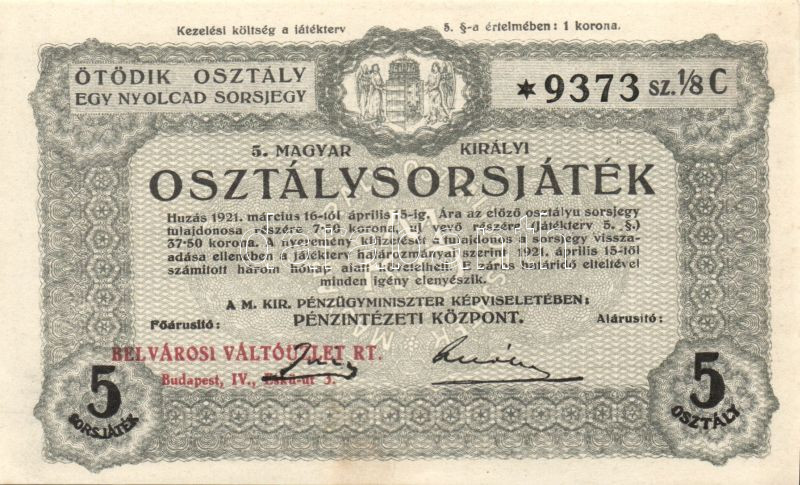 Kezelési költség a játékterv 5. §-a értelmében: 1 korona.
ÖTÖDIK OSZTÁLY
EGY NYOLCAD SORSJEGY
✶9373 SZ. ⅛ C
5. MAGYAR KIRÁLYI
OSZTÁLYSORSJÁTÉK
Huzás 1921. március 16-tól április 15-ig. Ára az előző osztályu sorsjegy
tulajdonosa részére 7·50 korona, uj vevő részére (játékterv 5. §.)
37·50 korona. A nyeremény kifizetését a tulajdonos a sorsjegy vissza-
adása ellenében a játékterv határozmányai szerint 1921. április 15-től
számított három hónap alatt követelheti. E záros határidő elteltével
minden igény elenyészik.
A M. KIR. PÉNZÜGYMINISZTER KÉPVISELETÉBEN:
Főárusító: PÉNZINTÉZETI KÖZPONT. Alárusító:
BELVÁROSI VÁLTÓÜZLET RT.
Budapest, IV., Eskü-út 3.
5 SORSJÁTÉK
5 OSZTÁLY